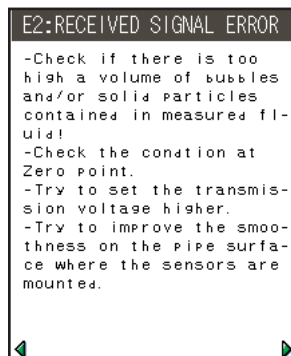 E2:RECEIVED SIGNAL ERROR
-Check if there is too
high a volume of bubbles
and/or solid particles
contained in measured fl-
uid!
-Check the condtion at
Zero point.
-Try to set the transmis-
sion voltage higher.
-Try to improve the smoo-
thness on the pipe surfa-
ce where the sensors are
mounted.